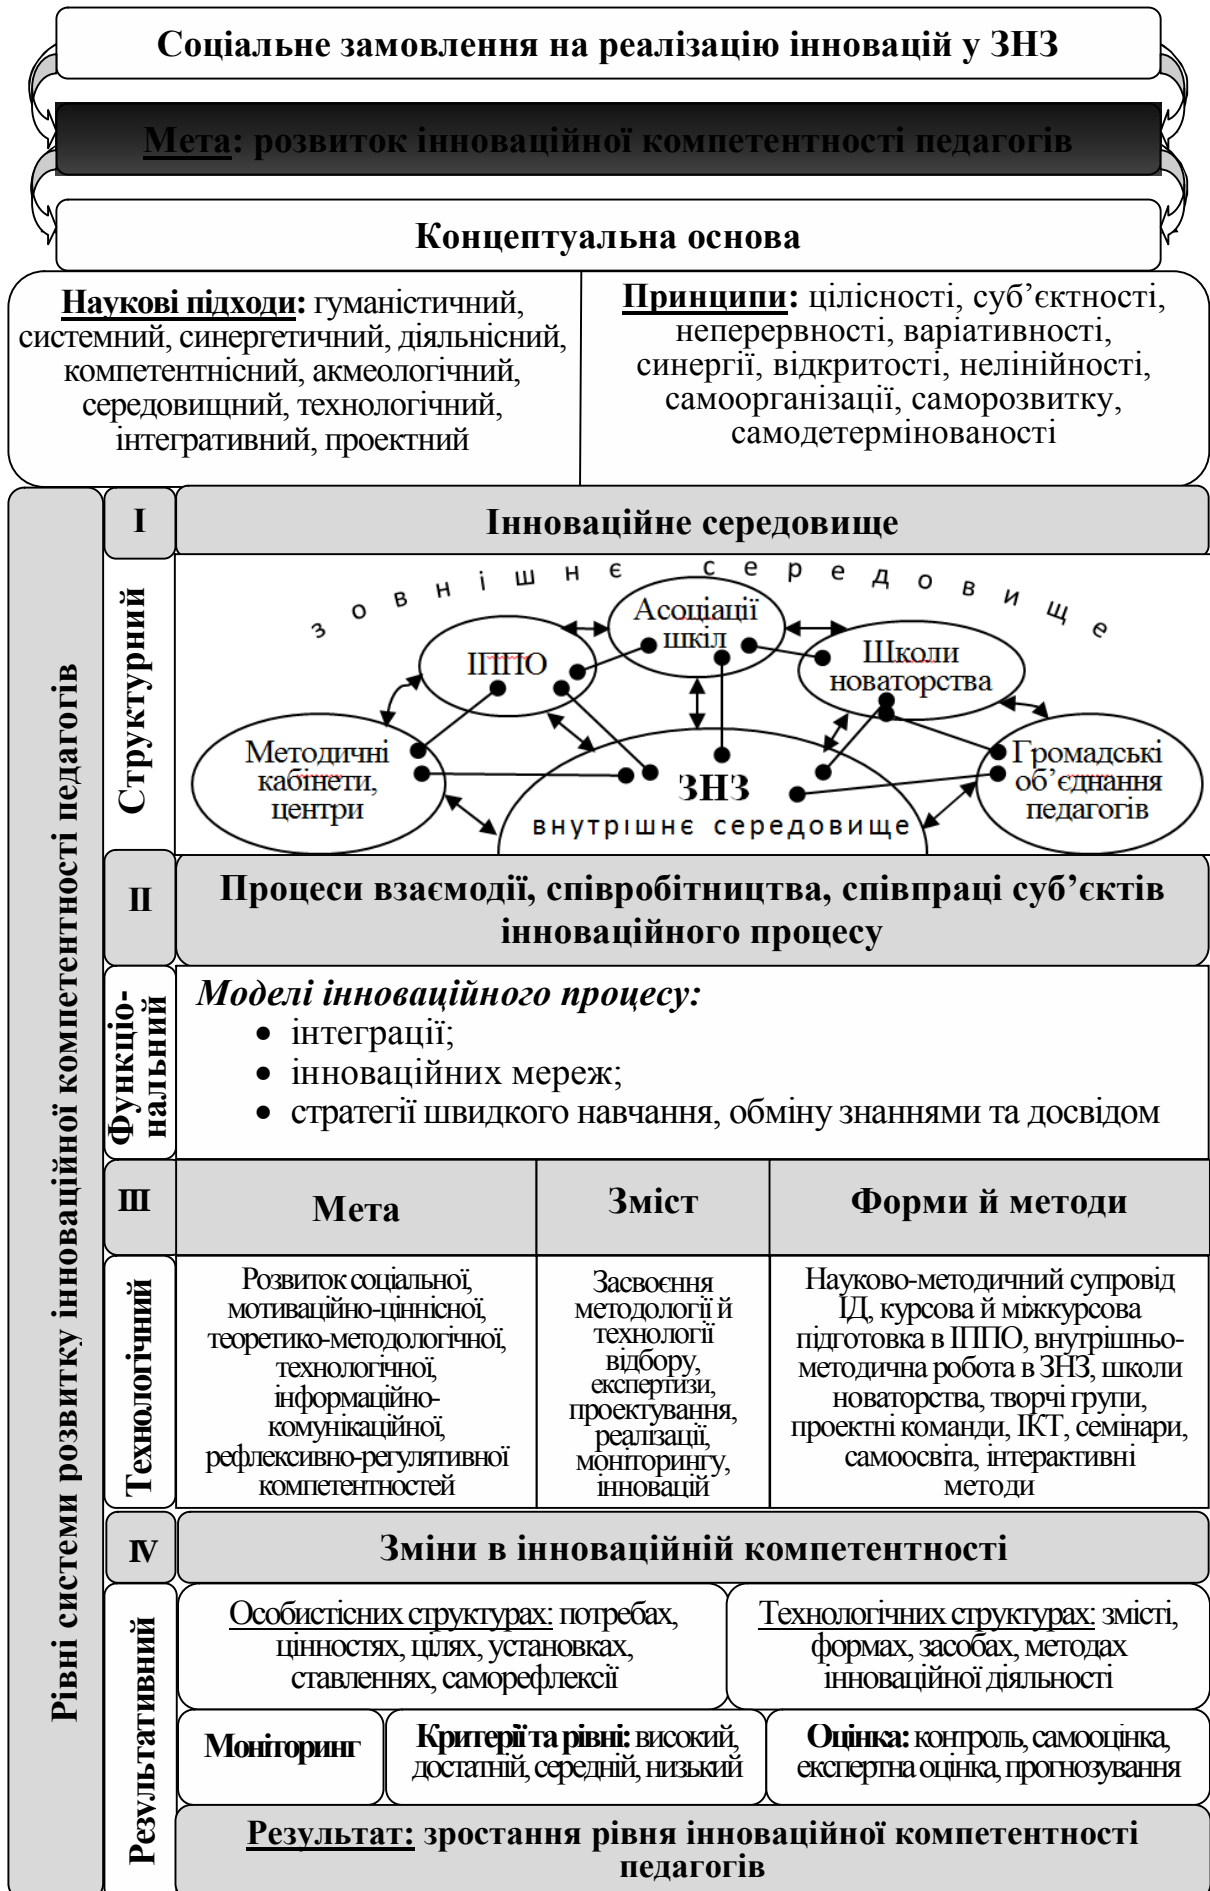 Соціальне замовлення на реалізацію інновацій у ЗНЗ
Мета: розвиток інноваційної компетентності педагогів
Концептуальна основа
Наукові підходи: гуманістичний,
системний, синергетичний, діяльнісний,
компетентнісний, акмеологічний,
середовищний, технологічний,
інтегративний, проектний
Принципи: цілісності, суб’єктності,
неперервності, варіативності,
синергії, відкритості, нелінійності,
самоорганізації, саморозвитку,
самодетермінованості
Рівні системи розвитку інноваційної компетентності педагогів
I
Інноваційне середовище
Структурний
зовнішнє середовище
Асоціації
шкіл
ІППО
Школи
новаторства
Методичні
кабінети,
центри
ЗНЗ
внутрішнє середовище
Громадські
об’єднання
педагогів
II
Процеси взаємодії, співробітництва, співпраці суб’єктів
інноваційного процесу
Функціо-
нальний
Моделі інноваційного процесу:
• інтеграції;
• інноваційних мереж;
• стратегії швидкого навчання, обміну знаннями та досвідом
III
Мета
Зміст
Форми й методи
Технологічний
Розвиток соціальної,
мотиваційно-ціннісної,
теоретико-методологічної,
технологічної,
інформаційно-
комунікаційної,
рефлексивно-регулятивної
компетентностей
Засвоєння
методології й
технології
відбору,
експертизи,
проектування,
реалізації,
моніторингу,
інновацій
Науково-методичний супровід
ІД, курсова й міжкурсова
підготовка в ІППО, внутрішньо-
методична робота в ЗНЗ, школи
новаторства, творчі групи,
проектні команди, ІКТ, семінари,
самоосвіта, інтерактивні
методи
IV
Зміни в інноваційній компетентності
Результативний
Особистісних структурах: потребах,
цінностях, цілях, установках,
ставленнях, саморефлексії
Технологічних структурах: змісті,
формах, засобах, методах
інноваційної діяльності
Моніторинг
Критерії та рівні: високий,
достатній, середній, низький
Оцінка: контроль, самооцінка,
експертна оцінка, прогнозування
Результат: зростання рівня інноваційної компетентності
педагогів